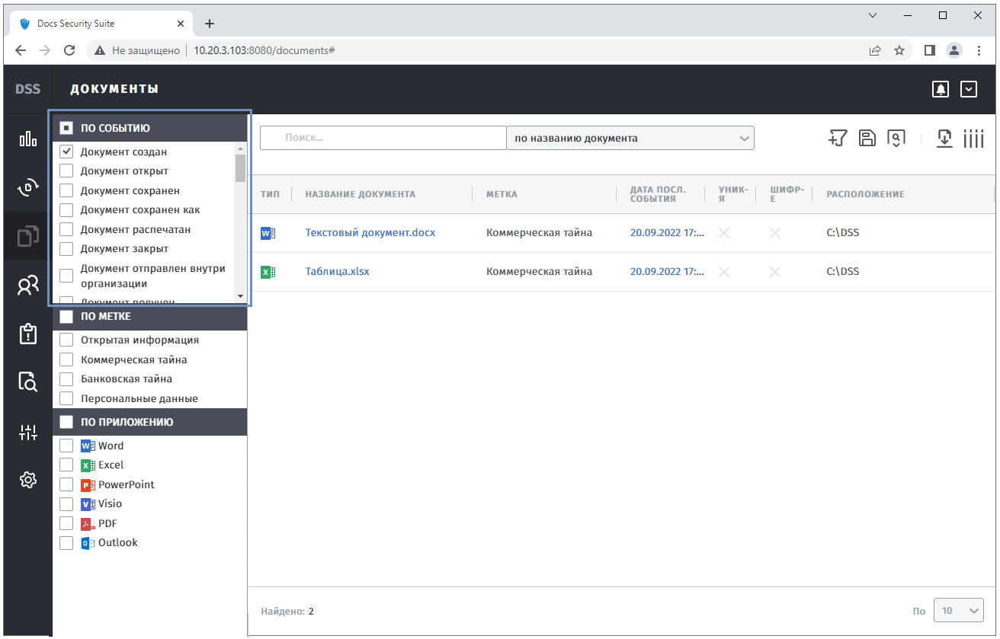 Docs Security Suite
Не защищено
10.20.3.103:8080/documents#
DSS
ДОКУМЕНТЫ
ПО СОБЫТИЮ
Документ создан
Документ открыт
Документ сохранен
Документ сохранен как
Документ распечатан
Документ закрыт
Документ отправлен внутри
организации
Документ получен
ПО МЕТКЕ
Открытая информация
Коммерческая тайна
Банковская тайна
Персональные данные
ПО ПРИЛОЖЕНИЮ
Word
Excel
PowerPoint
Visio
PDF
Outlook
Поиск...
по названию документа
ТИП НАЗВАНИЕ ДОКУМЕНТА МЕТКА ДАТА ПОСЛ. СОБЫТИЯ УНИК-Я ШИФР-Е РАСПОЛОЖЕНИЕ
Текстовый документ.docx Коммерческая тайна 20.09.2022 17:... C:\DSS
Таблица.xlsx Коммерческая тайна 20.09.2022 17:... C:\DSS
Найдено: 2
По 10